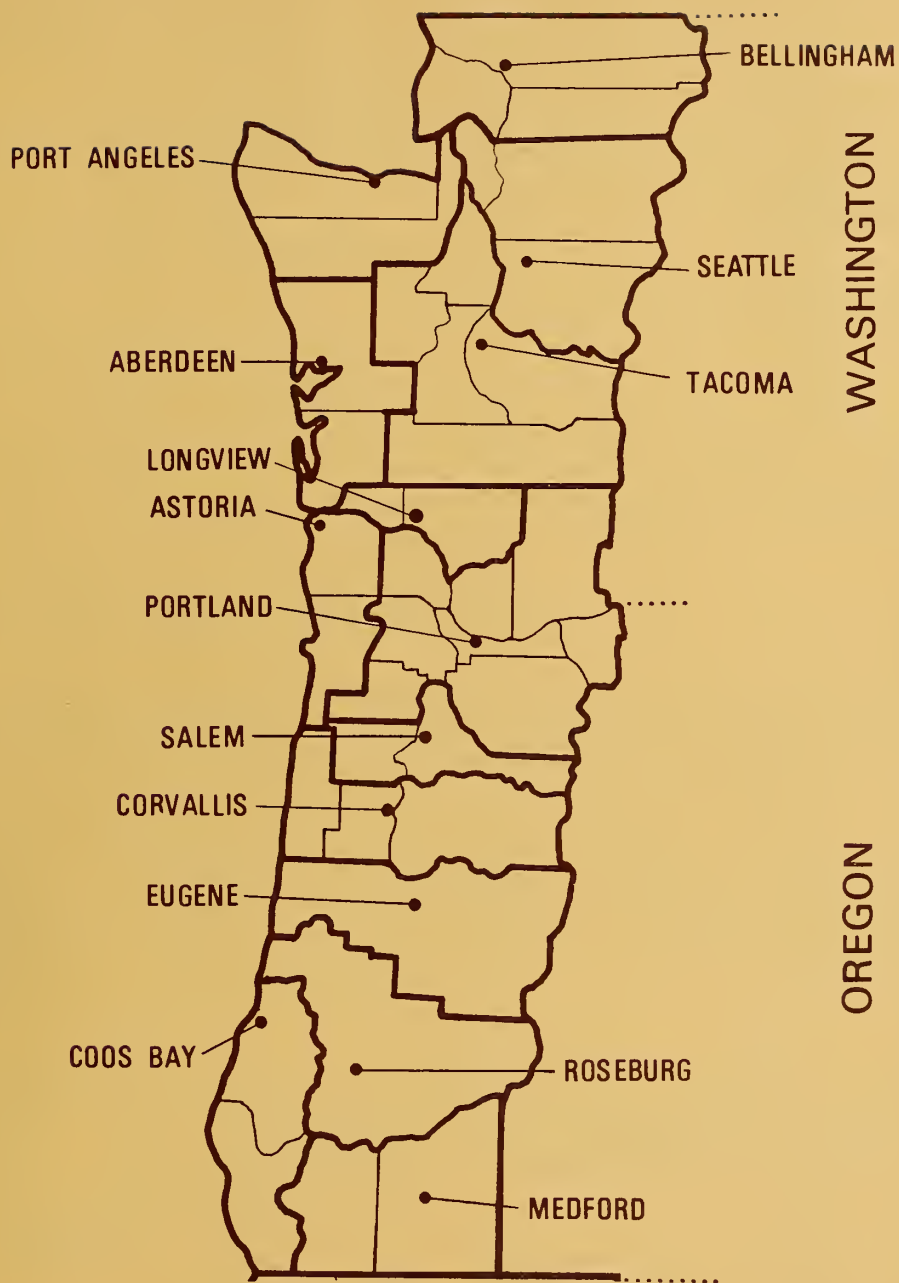 BELLINGHAM
PORT ANGELES
WASHINGTON
SEATTLE
ABERDEEN
TACOMA
LONGVIEW
ASTORIA
PORTLAND
SALEM
CORVALLIS
OREGON
EUGENE
COOS BAY
ROSEBURG
MEDFORD